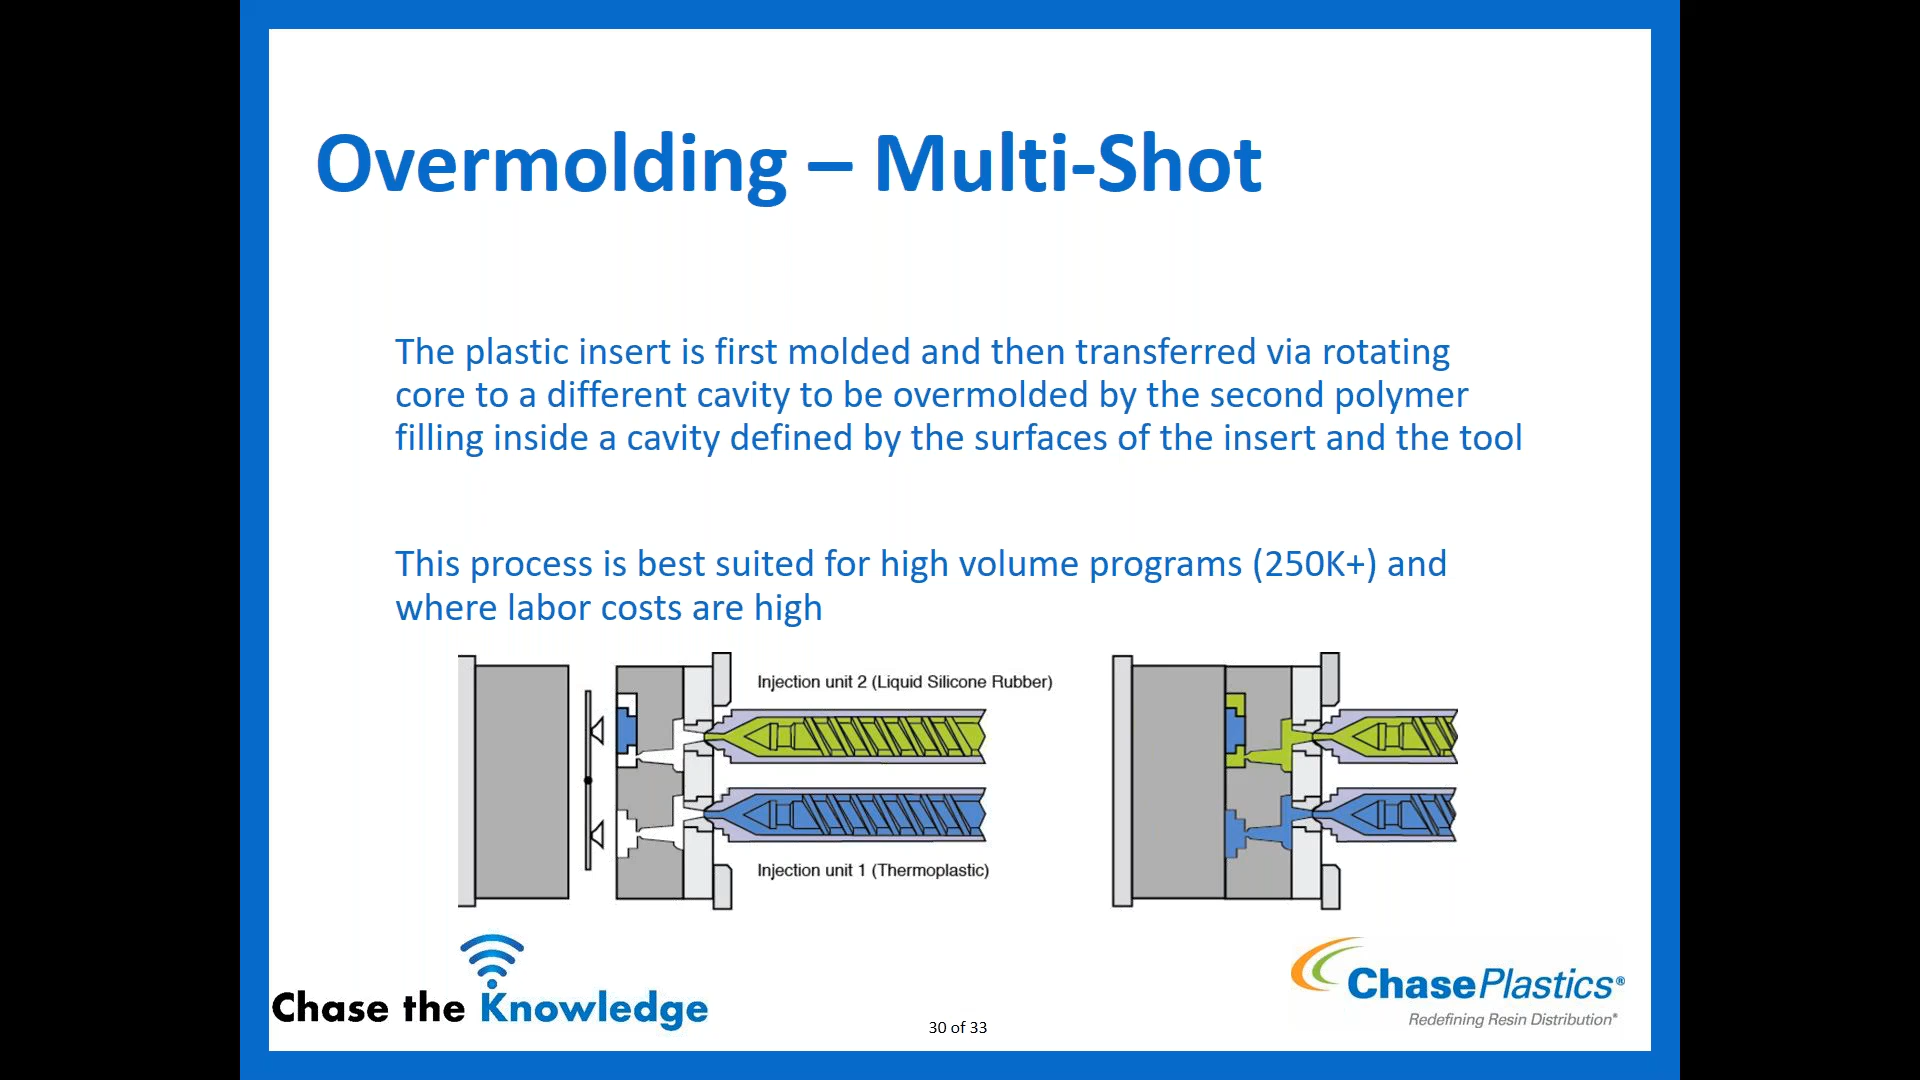 Overmolding – Multi-Shot
The plastic insert is first molded and then transferred via rotating
core to a different cavity to be overmolded by the second polymer
filling inside a cavity defined by the surfaces of the insert and the tool
This process is best suited for high volume programs (250K+) and
where labor costs are high
Injection unit 2 (Liquid Silicone Rubber)
Injection unit 1 (Thermoplastic)
Chase the Knowledge
30 of 33
ChasePlastics®
Redefining Resin Distribution®